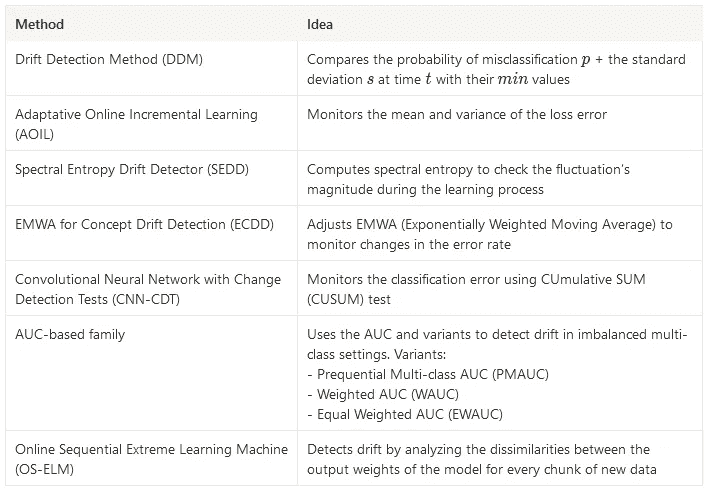 Method
Idea
Drift Detection Method (DDM)
Compares the probability of misclassification p + the standard
deviation s at time t with their min values
Adaptative Online Incremental Learning
(AOIL)
Monitors the mean and variance of the loss error
Spectral Entropy Drift Detector (SEDD)
Computes spectral entropy to check the fluctuation's
magnitude during the learning process
EMWA for Concept Drift Detection (ECDD)
Adjusts EMWA (Exponentially Weighted Moving Average) to
monitor changes in the error rate
Convolutional Neural Network with Change
Detection Tests (CNN-CDT)
Monitors the classification error using CUmulative SUM
(CUSUM) test
AUC-based family
Uses the AUC and variants to detect drift in imbalanced multi-
class settings. Variants:
- Prequential Multi-class AUC (PMAUC)
- Weighted AUC (WAUC)
- Equal Weighted AUC (EWAUC)
Online Sequential Extreme Learning Machine
(OS-ELM)
Detects drift by analyzing the dissimilarities between the
output weights of the model for every chunk of new data